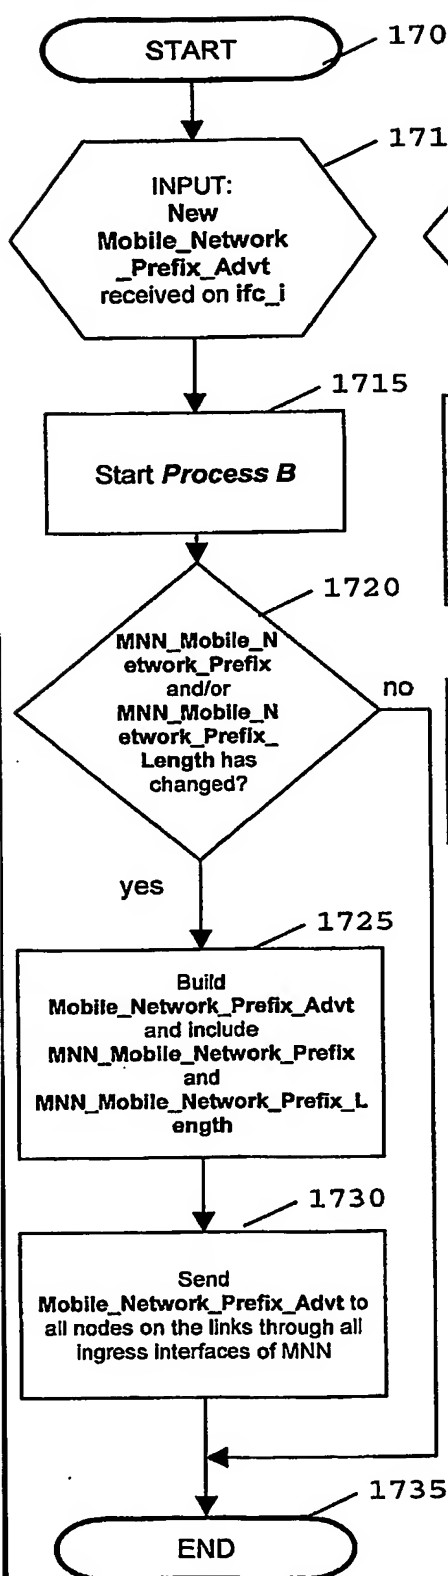 START
170
171
INPUT:
New
Mobile_Network
_Prefix_Advt
received on ifc_i
1715
Start Process B
1720
MNN_Mobile_N
etwork_Prefix
and/or
MNN_Mobile_N
etwork_Prefix_
Length has
changed?
no
yes
1725
Build
Mobile_Network_Prefix_Advt
and include
MNN_Mobile_Network_Prefix
and
MNN_Mobile_Network_Prefix_L
ength
1730
Send
Mobile_Network_Prefix_Advt to
all nodes on the links through all
ingress interfaces of MNN
1735
END